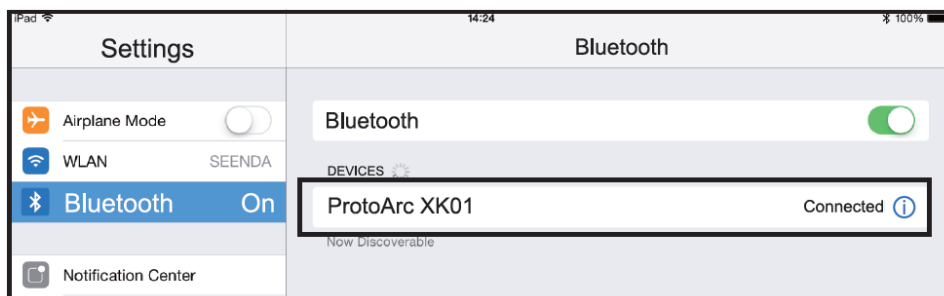 iPad 14:24 100%
Settings
Bluetooth
Airplane Mode
WLAN SEENDA
Bluetooth On
Notification Center
Bluetooth
DEVICES
ProtoArc XK01 Connected
Now Discoverable